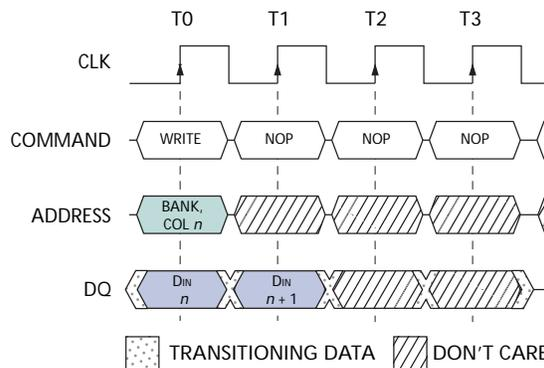 T0 T1 T2 T3
CLK
COMMAND WRITE NOP NOP NOP
ADDRESS BANK,
COL n
DQ DIN DIN
n n + 1
TRANSITIONING DATA DON'T CARE